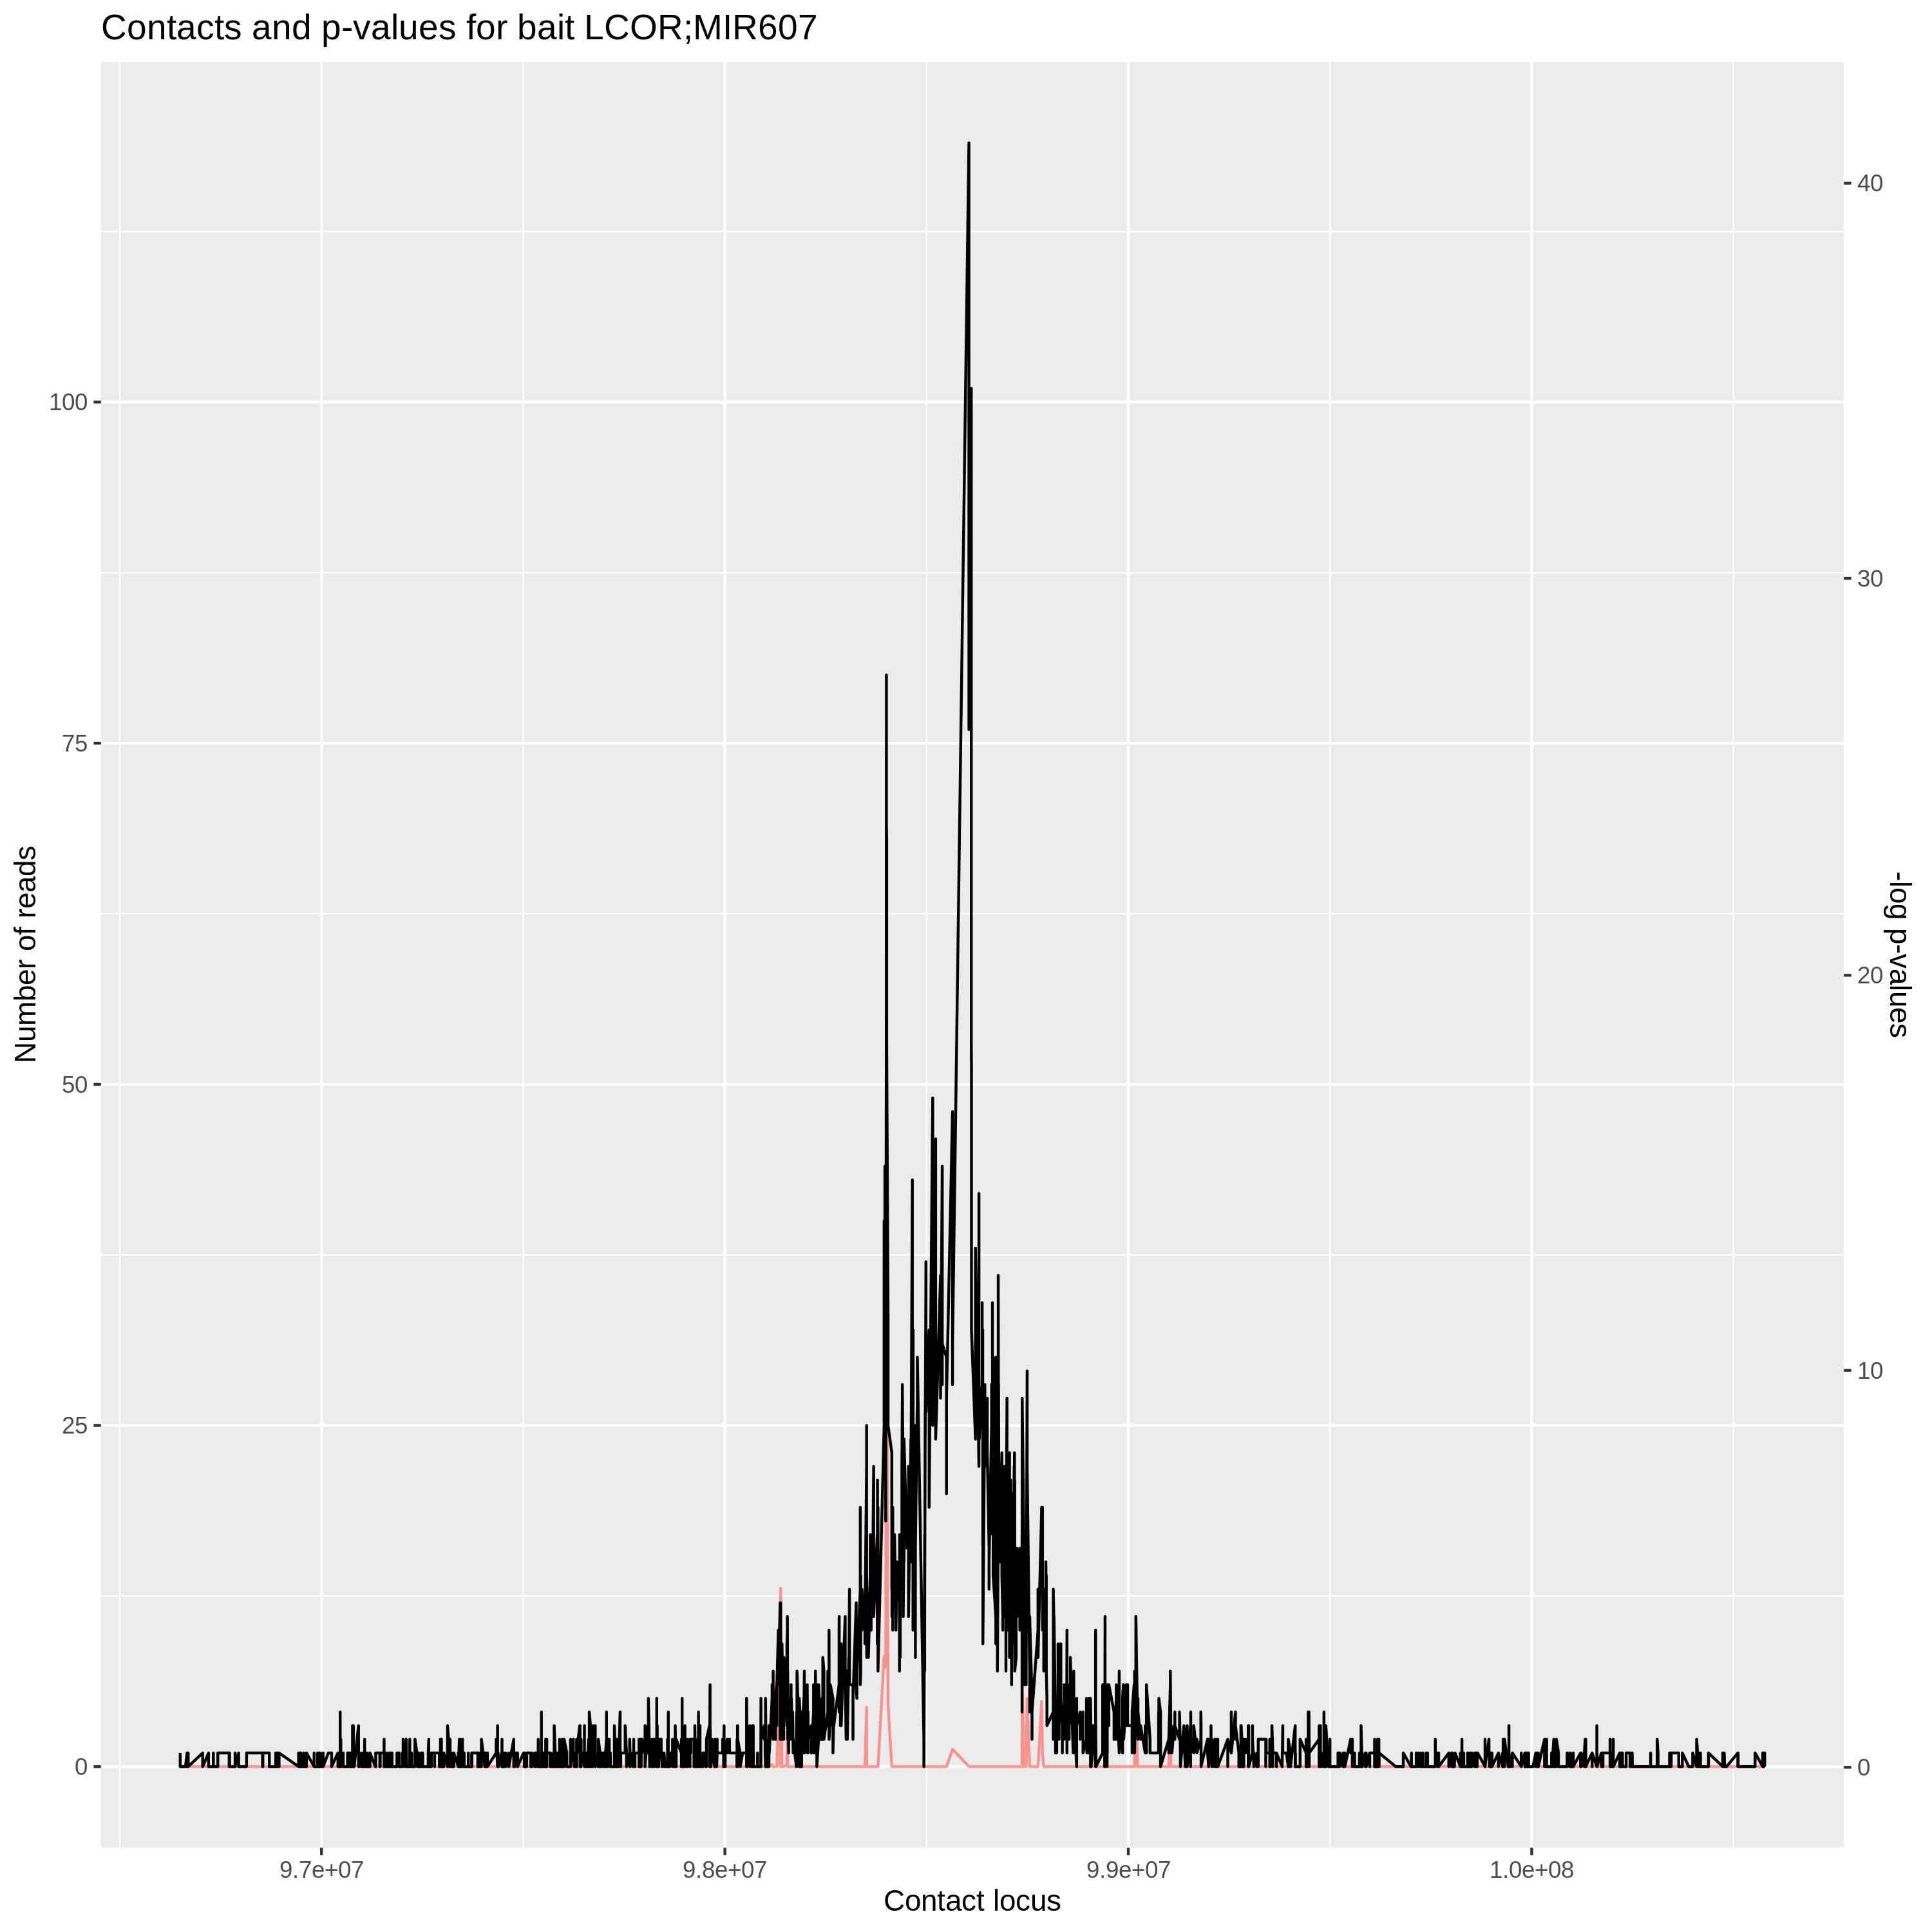 Contacts and p-values for bait LCOR;MIR607
100
75
50
25
0
Number of reads
40
30
20
10
0
-log p-values
9.7e+07
9.8e+07
9.9e+07
1.0e+08
Contact locus